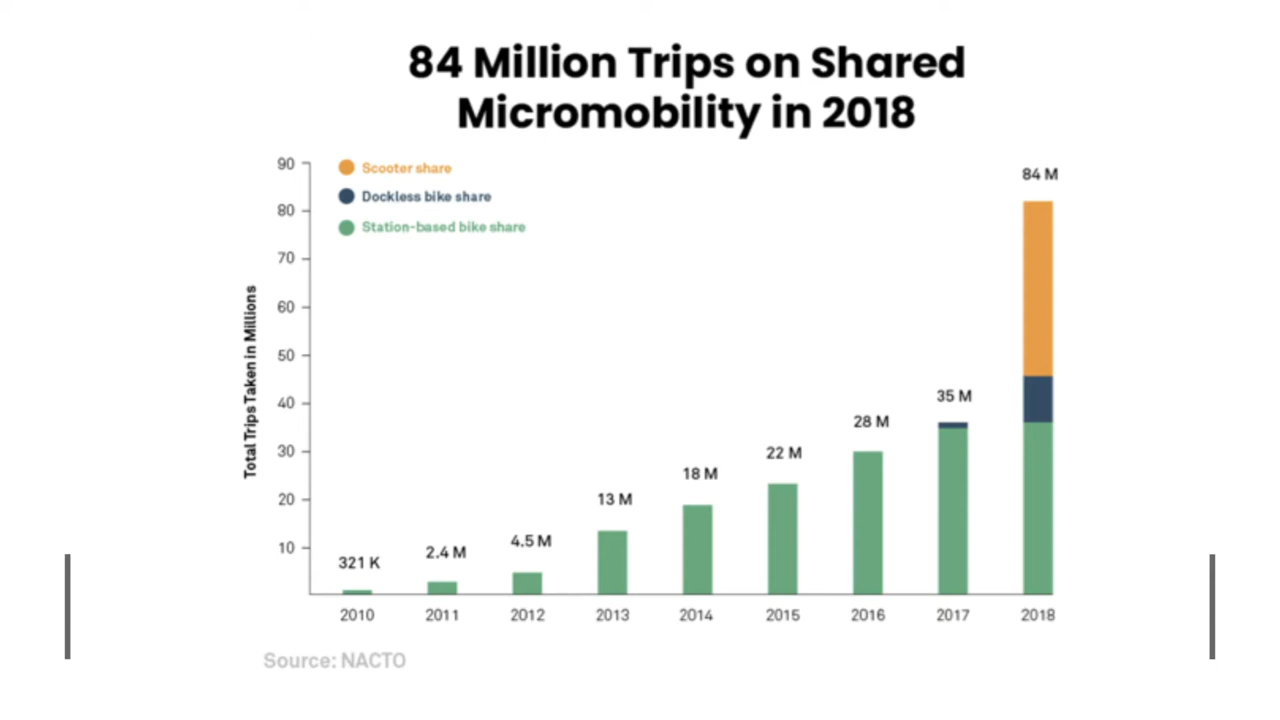 84 Million Trips on Shared
Micromobility in 2018
90
80
70
60
50
40
30
20
10
Total Trips Taken in Millions
Scooter share
Dockless bike share
Station-based bike share
321 K
2.4 M
4.5 M
13 M
18 M
22 M
28 M
35 M
84 M
2010 2011 2012 2013 2014 2015 2016 2017 2018
Source: NACTO